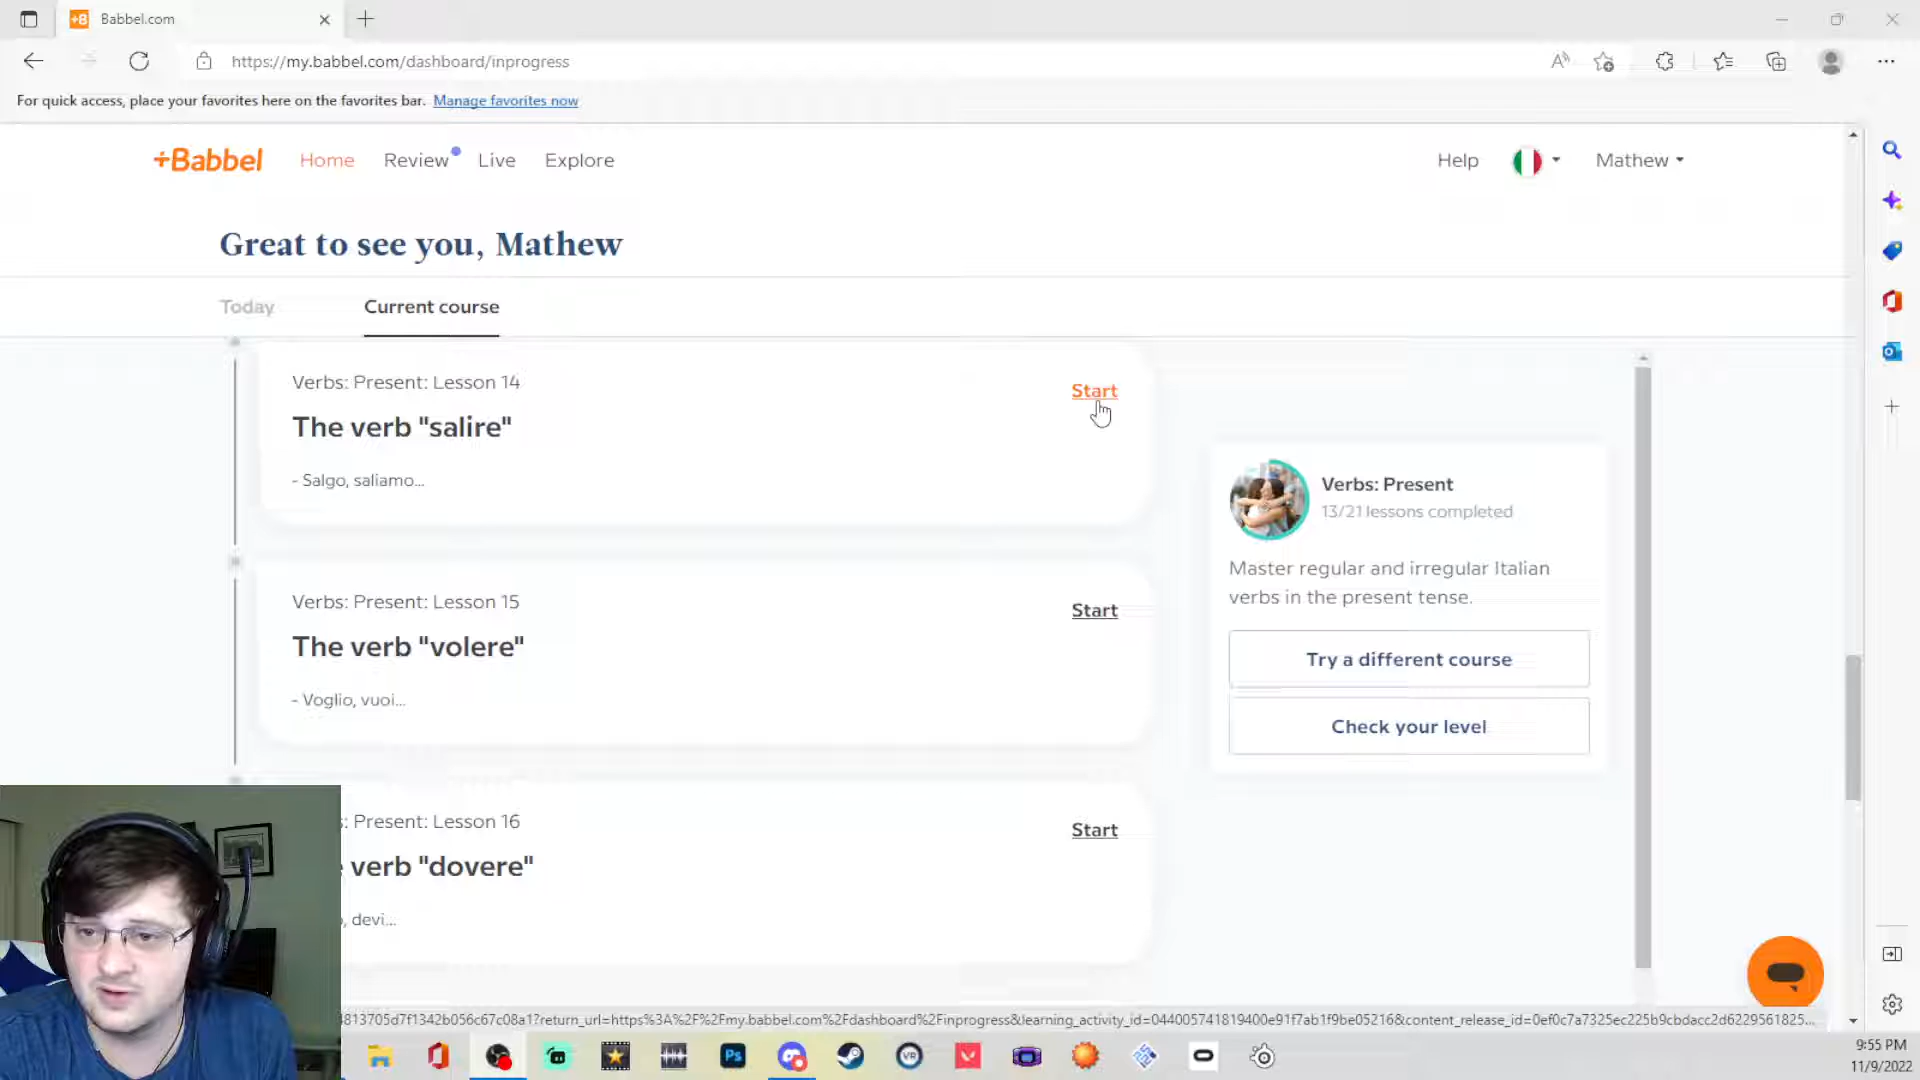 Babbel.com
https://my.babbel.com/dashboard/inprogress
For quick access, place your favorites here on the favorites bar. Manage favorites now
+Babbel Home Review Live Explore Help Mathew
Great to see you, Mathew
Today Current course
Verbs: Present: Lesson 14
Start
The verb "salire"
- Salgo, saliamo...
Verbs: Present
13/21 lessons completed
Master regular and irregular Italian
verbs in the present tense.
Try a different course
Check your level
Verbs: Present: Lesson 15
Start
The verb "volere"
- Voglio, vuoi...
: Present: Lesson 16
Start
verb "dovere"
, devi...
813705d7f1342b056c67c08a1?return_url=https%3A%2F%2Fmy.babbel.com%2Fdashboard%2Finprogress&learning_activity_id=044005741819400e91f7ab1f9be05216&content_release_id=0ef0c7a7325ec225b9cbdacc2d6229561825...
9:55 PM
11/9/2022